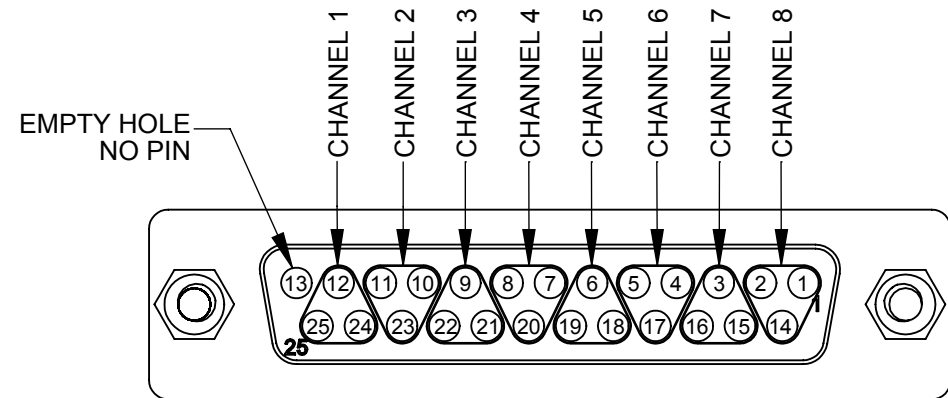 CHANNEL 1
CHANNEL 2
CHANNEL 3
CHANNEL 4
CHANNEL 5
CHANNEL 6
CHANNEL 7
CHANNEL 8
EMPTY HOLE
NO PIN
13 12 11 10 9 8 7 6 5 4 3 2 1
1
25 24 23 22 21 20 19 18 17 16 15 14
25